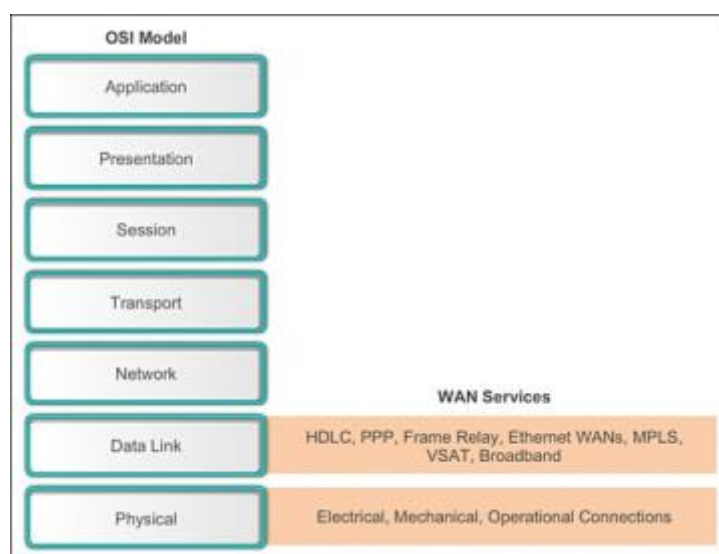 OSI Model
Application
Presentation
Session
Transport
Network
WAN Services
Data Link
HDLC, PPP, Frame Relay, Ethernet WANs, MPLS,
VSAT, Broadband
Physical
Electrical, Mechanical, Operational Connections